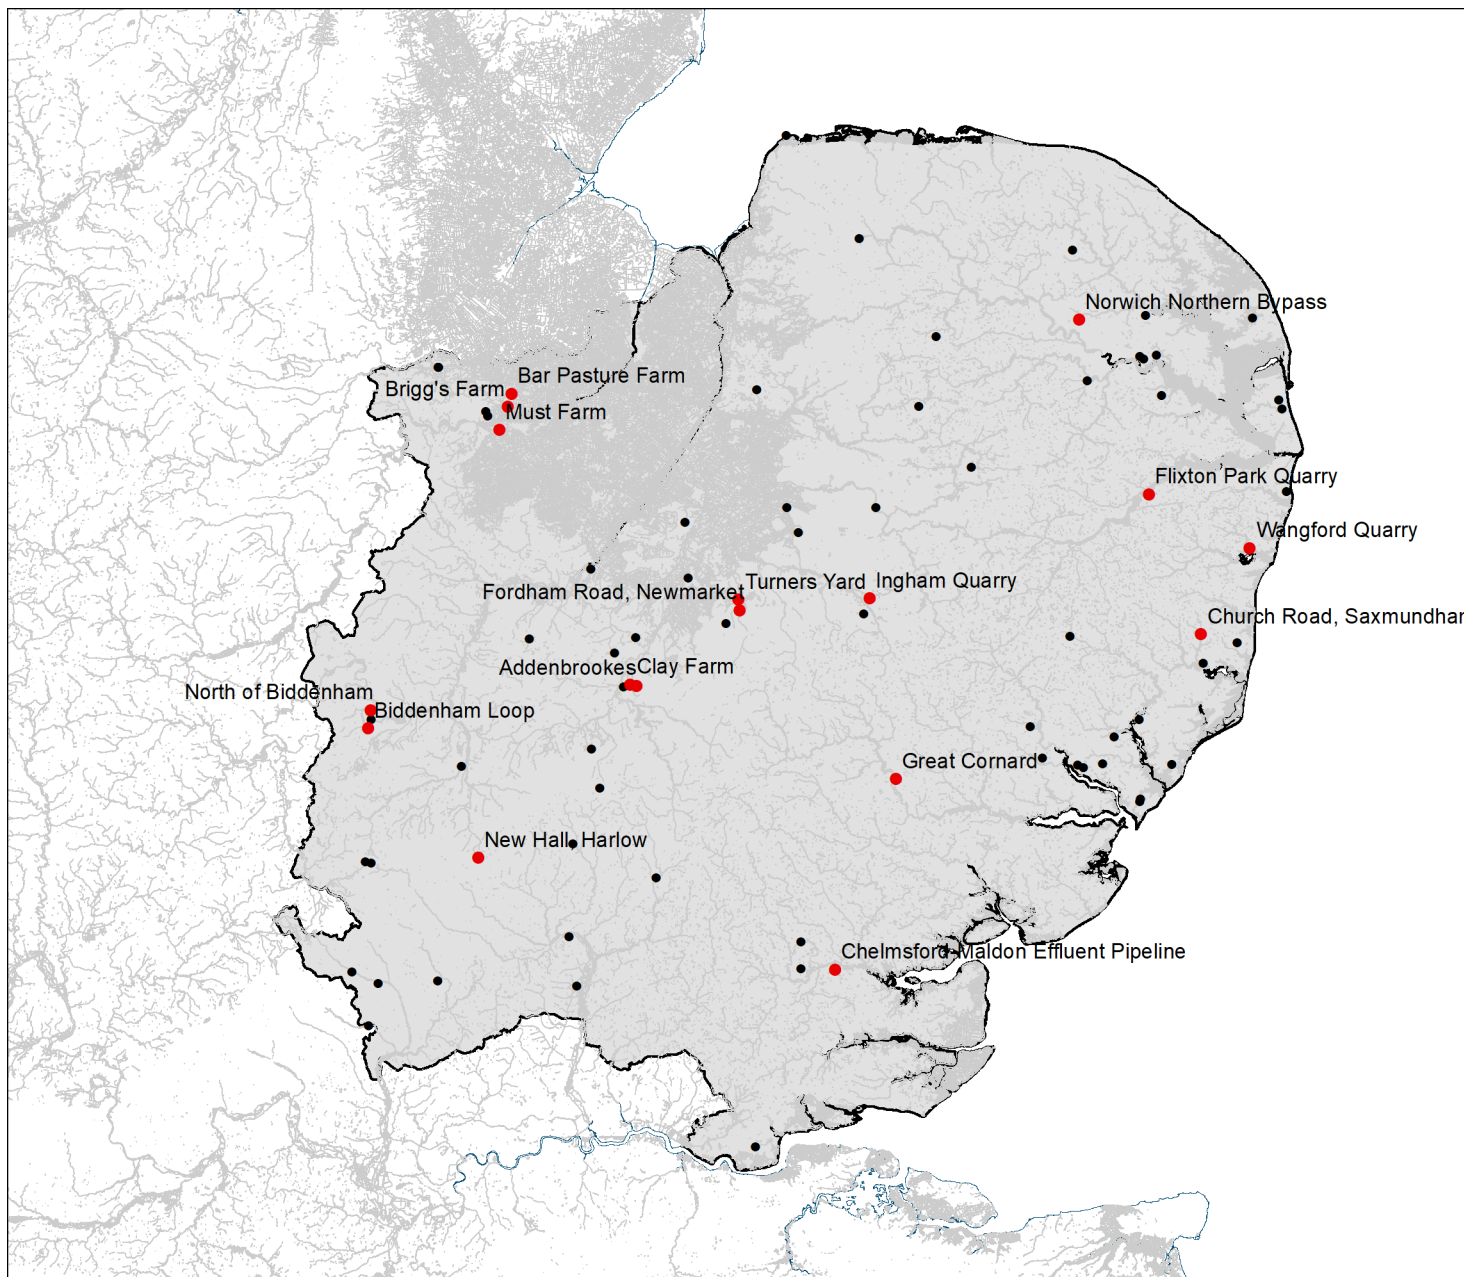 Norwich Northern Bypass
Bar Pasture Farm
Brigg's Farm
Must Farm
Flixton Park Quarry
Wangford Quarry
Turners Yard
Ingham Quarry
Fordham Road, Newmarket
Church Road, Saxmundham
Addenbrookes
Clay Farm
North of Biddenham
Biddenham Loop
Great Cornard
New Hall, Harlow
Chelmsford-Maldon Effluent Pipeline